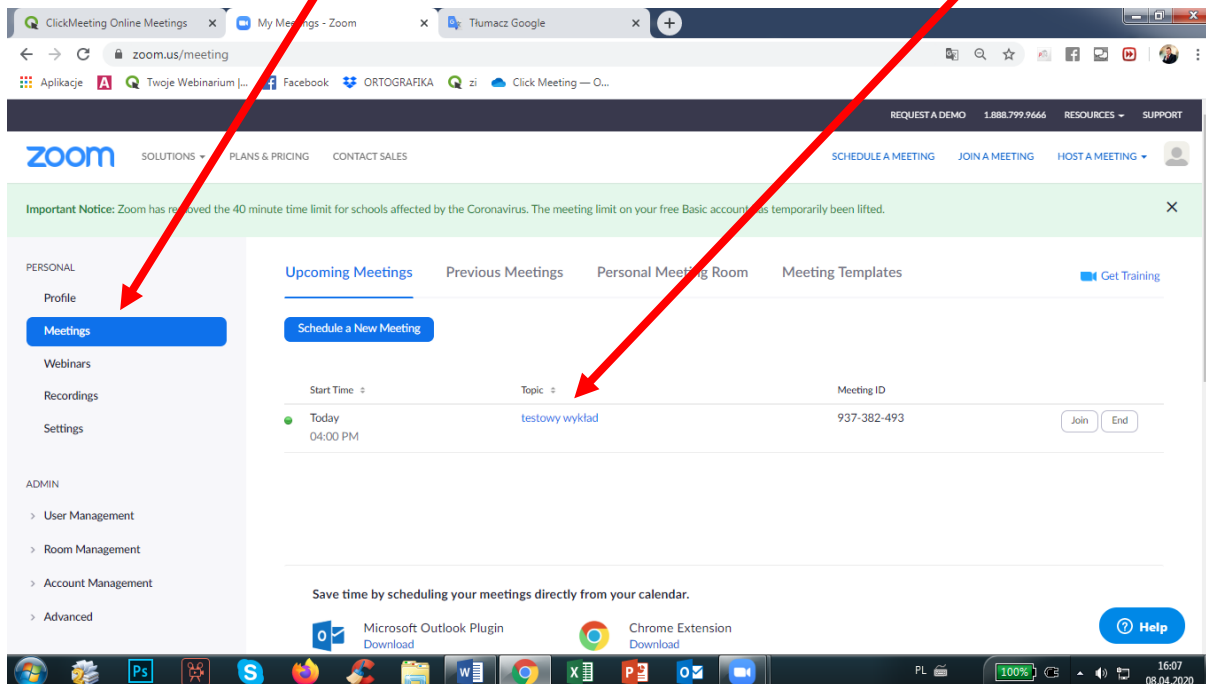 ClickMeeting Online Meetings
My Meetings - Zoom
Tłumacz Google
zoom.us/meeting
Aplikacje
Twoje Webinarium |...
Facebook
ORTOGRAFIKA
zi
Click Meeting — O...
REQUEST A DEMO 1.888.799.9666 RESOURCES SUPPORT
zoom SOLUTIONS PLANS & PRICING CONTACT SALES SCHEDULE A MEETING JOIN A MEETING HOST A MEETING
Important Notice: Zoom has removed the 40 minute time limit for schools affected by the Coronavirus. The meeting limit on your free Basic account has temporarily been lifted.
PERSONAL
Profile
Meetings
Webinars
Recordings
Settings
ADMIN
User Management
Room Management
Account Management
Advanced
Upcoming Meetings Previous Meetings Personal Meeting Room Meeting Templates
Get Training
Schedule a New Meeting
Start Time Topic Meeting ID
Today testowy wykład 937-382-493 Join End
04:00 PM
Save time by scheduling your meetings directly from your calendar.
Microsoft Outlook Plugin
Download
Chrome Extension
Download
Help
Ps
PL
100%
16:07
08.04.2020